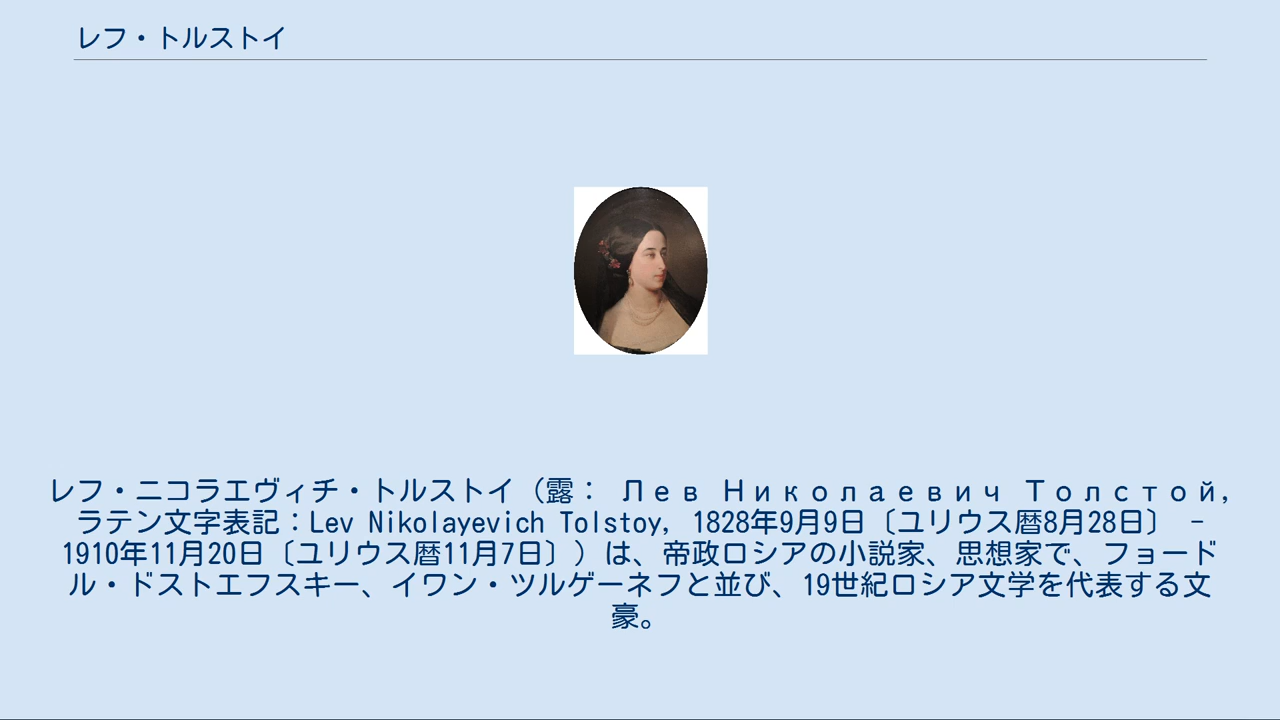 レフ・トルストイ
レフ・ニコラエヴィチ・トルストイ（露： Лев Николаевич Толстой,
ラテン文字表記：Lev Nikolayevich Tolstoy, 1828年9月9日〔ユリウス暦8月28日〕 -
1910年11月20日〔ユリウス暦11月7日〕）は、帝政ロシアの小説家、思想家で、フョード
ル・ドストエフスキー、イワン・ツルゲーネフと並び、19世紀ロシア文学を代表する文
豪。